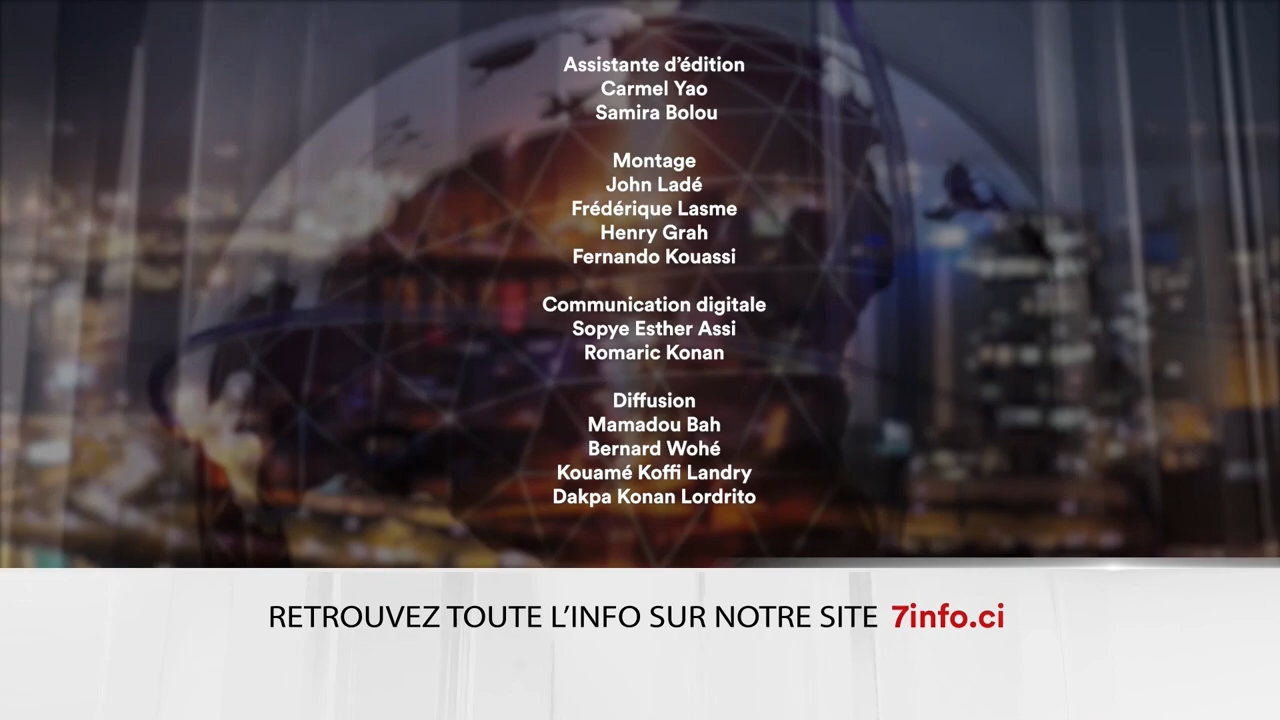 Assistante d’édition
Carmel Yao
Samira Bolou
Montage
John Ladé
Frédérique Lasme
Henry Grah
Fernando Kouassi
Communication digitale
Sopye Esther Assi
Romaric Konan
Diffusion
Mamadou Bah
Bernard Wohé
Kouamé Koffi Landry
Dakpa Konan Lordrito
RETROUVEZ TOUTE L’INFO SUR NOTRE SITE 7info.ci